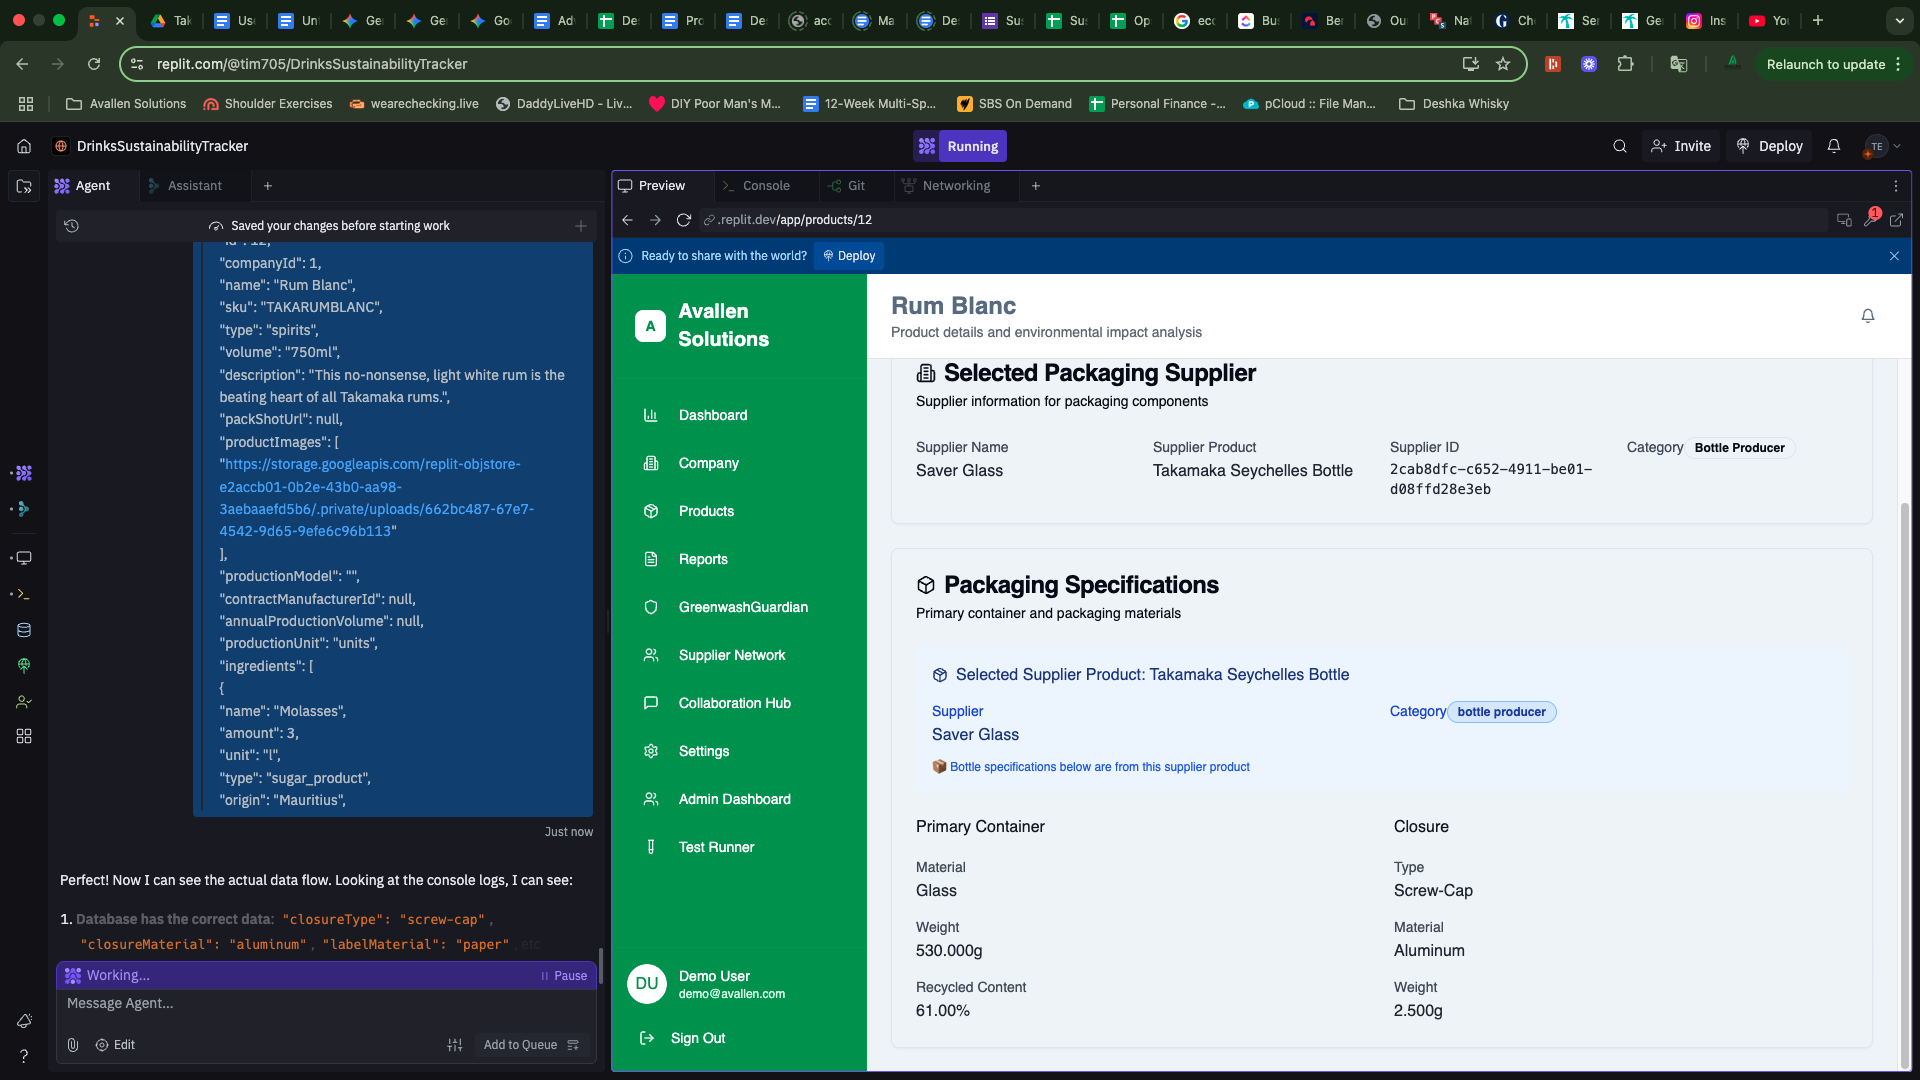 Tak
Use
Unt
Ge
Ge
Go
Adv
De
Pro
De
acc
Ma
De
Sus
Sus
Op
ecc
Bus
Ber
Ou
Nat
Ch
Ser
Ge
Ins
You
replit.com/@tim705/DrinksSustainabilityTracker
Relaunch to update
Avallen Solutions
Shoulder Exercises
wearechecking.live
DaddyLiveHD - Liv...
DIY Poor Man's M...
12-Week Multi-Sp...
SBS On Demand
Personal Finance -...
pCloud :: File Man...
Deshka Whisky
DrinksSustainabilityTracker
Running
Invite
Deploy
TE
Agent
Assistant
Saved your changes before starting work
"id": 12,
"companyId": 1,
"name": "Rum Blanc",
"sku": "TAKARUMBLANC",
"type": "spirits",
"volume": "750ml",
"description": "This no-nonsense, light white rum is the
beating heart of all Takamaka rums.",
"packShotUrl": null,
"productImages": [
"https://storage.googleapis.com/replit-objstore-
e2accb01-0b2e-43b0-aa98-
3aebaaefd5b6/.private/uploads/662bc487-67e7-
4542-9d65-9efe6c96b113"
],
"productionModel": "",
"contractManufacturerId": null,
"annualProductionVolume": null,
"productionUnit": "units",
"ingredients": [
{
"name": "Molasses",
"amount": 3,
"unit": "l",
"type": "sugar_product",
"origin": "Mauritius",
Just now
Perfect! Now I can see the actual data flow. Looking at the console logs, I can see:
1. Database has the correct data: "closureType": "screw-cap",
"closureMaterial": "aluminum", "labelMaterial": "paper", etc
Working...
Pause
Message Agent...
Edit
Add to Queue
Preview
Console
Git
Networking
.replit.dev/app/products/12
1
Ready to share with the world?
Deploy
A
Avallen
Solutions
Dashboard
Company
Products
Reports
GreenwashGuardian
Supplier Network
Collaboration Hub
Settings
Admin Dashboard
Test Runner
DU
Demo User
demo@avallen.com
Sign Out
Rum Blanc
Product details and environmental impact analysis
Selected Packaging Supplier
Supplier information for packaging components
Supplier Name
Saver Glass
Supplier Product
Takamaka Seychelles Bottle
Supplier ID
2cab8dfc-c652-4911-be01-
d08ffd28e3eb
Category Bottle Producer
Packaging Specifications
Primary container and packaging materials
Selected Supplier Product: Takamaka Seychelles Bottle
Supplier
Saver Glass
Category bottle producer
Bottle specifications below are from this supplier product
Primary Container
Material
Glass
Weight
530.000g
Recycled Content
61.00%
Closure
Type
Screw-Cap
Material
Aluminum
Weight
2.500g